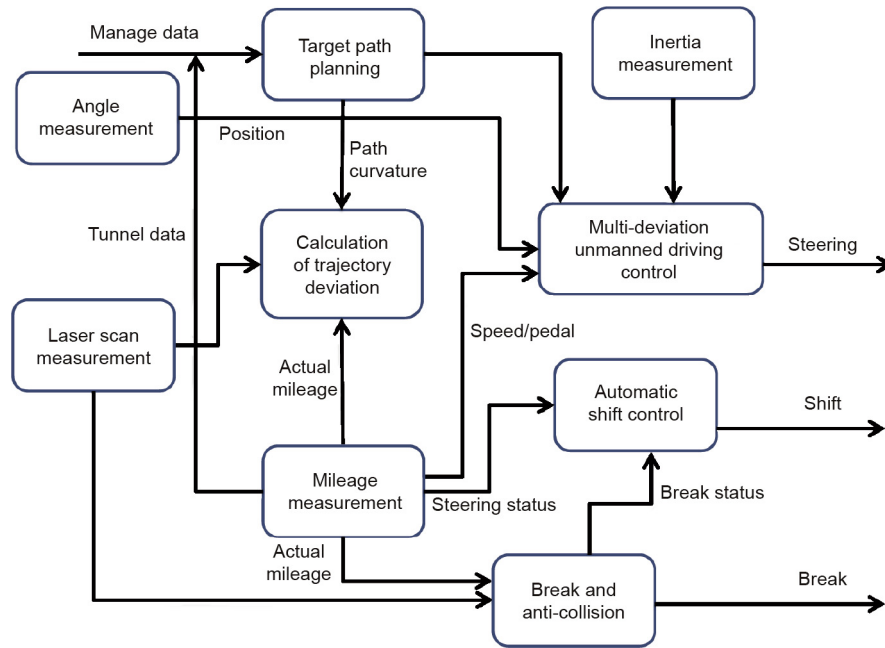 Manage data
Target path
planning
Inertia
measurement
Angle
measurement
Position
Path
curvature
Tunnel data
Calculation
of trajectory
deviation
Multi-deviation
unmanned driving
control
Steering
Laser scan
measurement
Speed/pedal
Actual
mileage
Automatic
shift control
Shift
Mileage
measurement
Steering status
Break status
Actual
mileage
Break and
anti-collision
Break